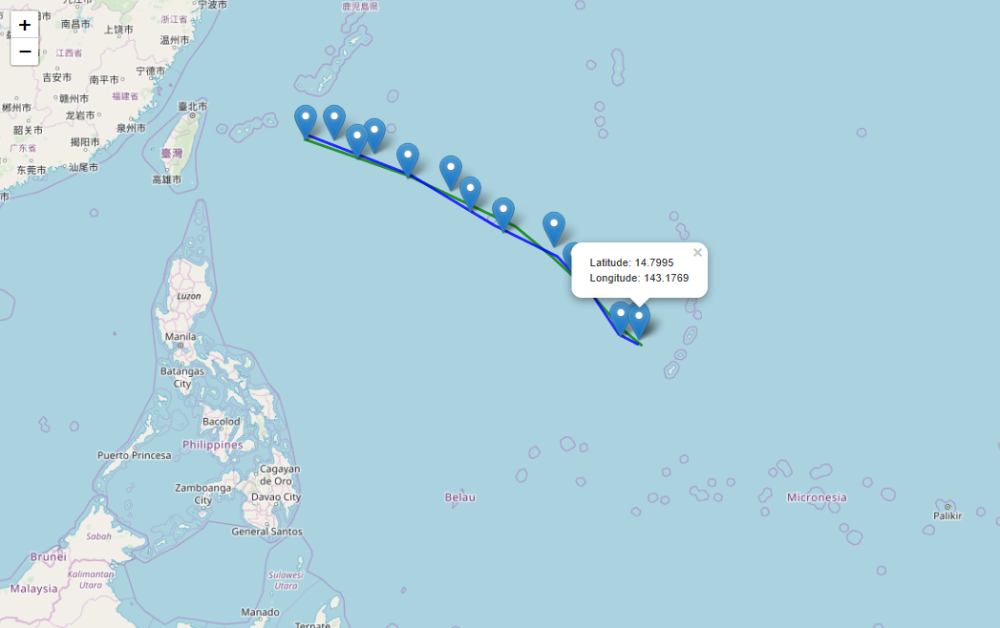 +
−
宁波市
九江市
浙江省
鹿児島県
南昌市
上饶市
温州市
江西省
宁德市
吉安市
南平市
福建省
郴州市
赣州市
龙岩市
臺北市
韶关市
泉州市
广东省
揭阳市
臺灣
东莞市
汕尾市
高雄市
Latitude: 14.7995
Longitude: 143.1769
×
Luzon
Manila
Batangas
City
Bacolod
Philippines
Puerto Princesa
Cagayan
de Oro
Zamboanga
City
Davao City
Belau
Micronesia
Palikir
General Santos
Sabah
Brunei
Kalimantan
Utara
Sulawesi
Utara
Malaysia
Manado
Ternate